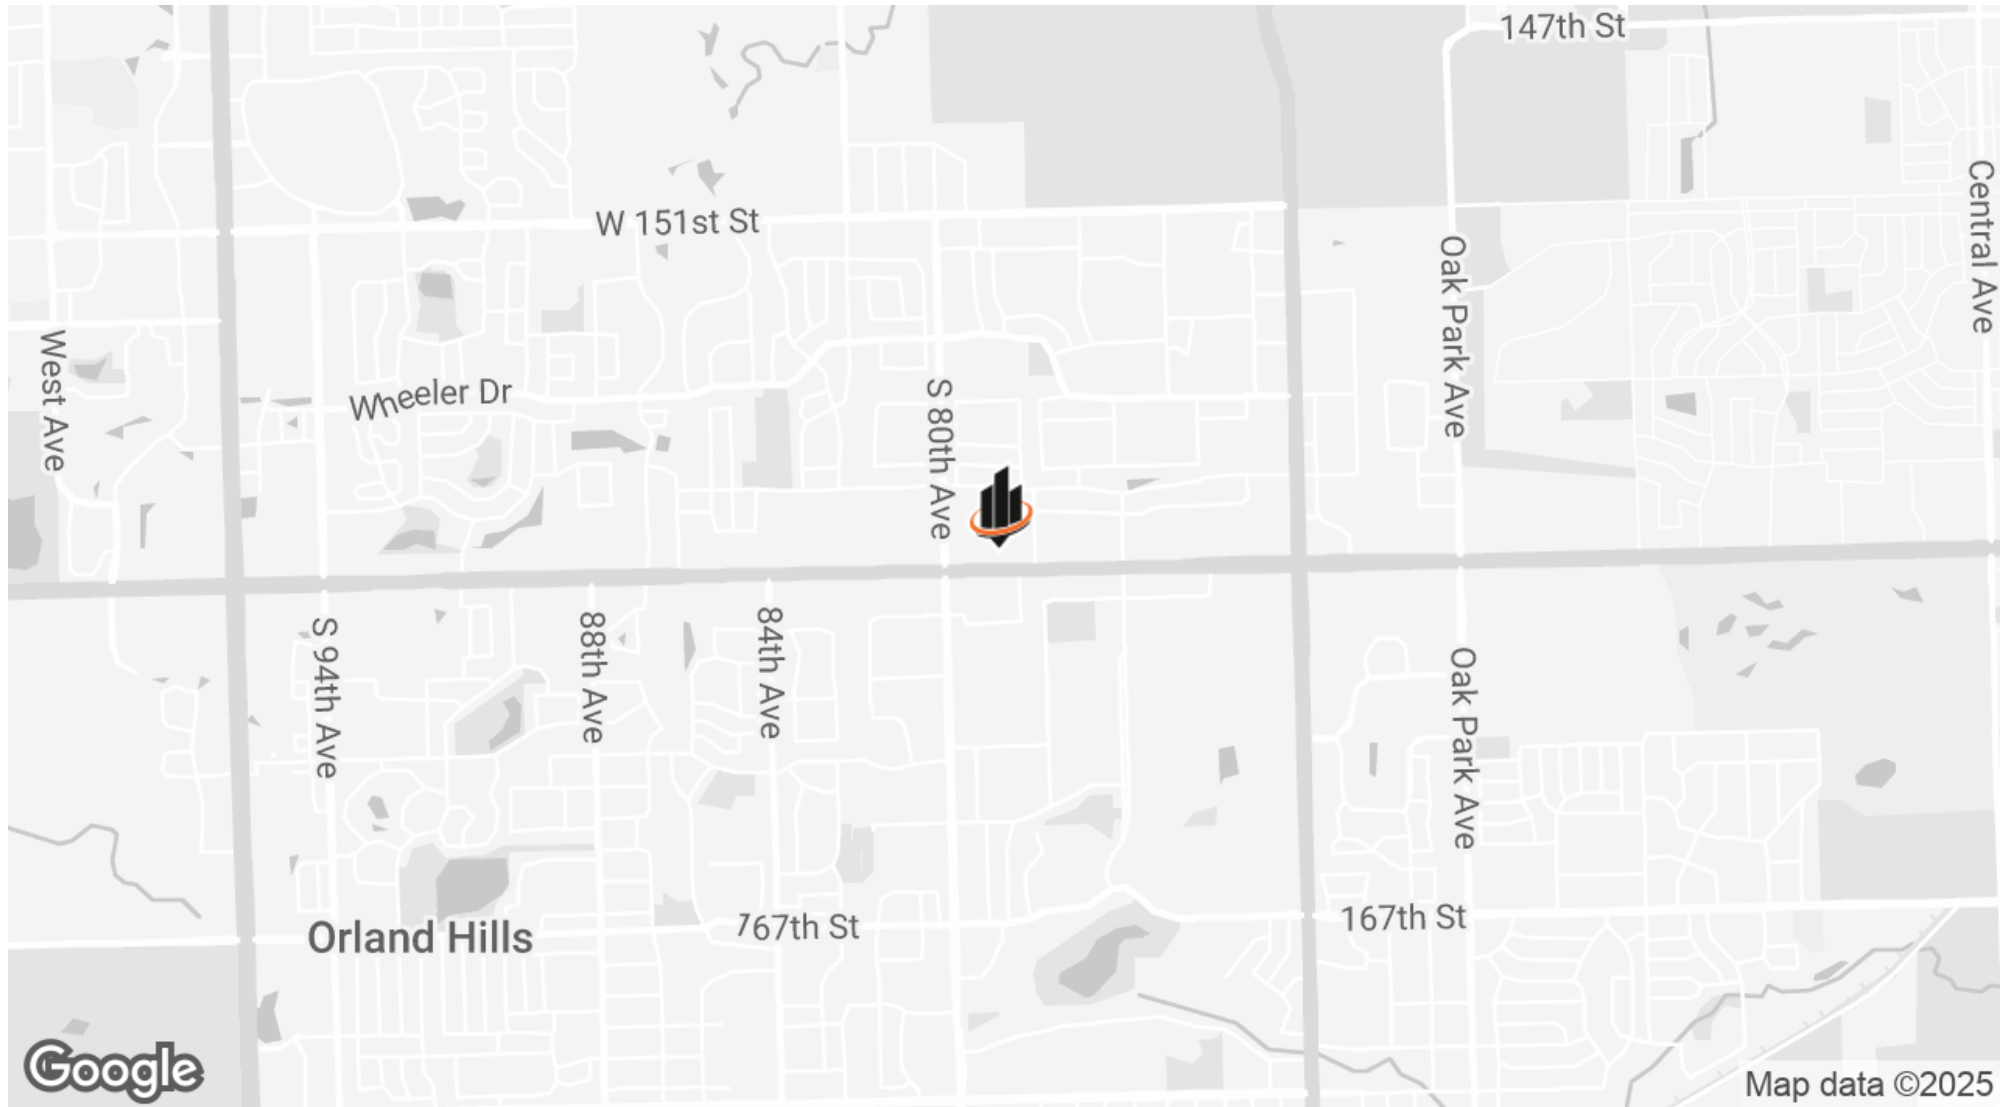 147th St
Central Ave
W 151st St
Oak Park Ave
West Ave
Wheeler Dr
S 80th Ave
S 94th Ave
88th Ave
84th Ave
Oak Park Ave
167th St
767th St
Orland Hills
Google
Map data ©2025